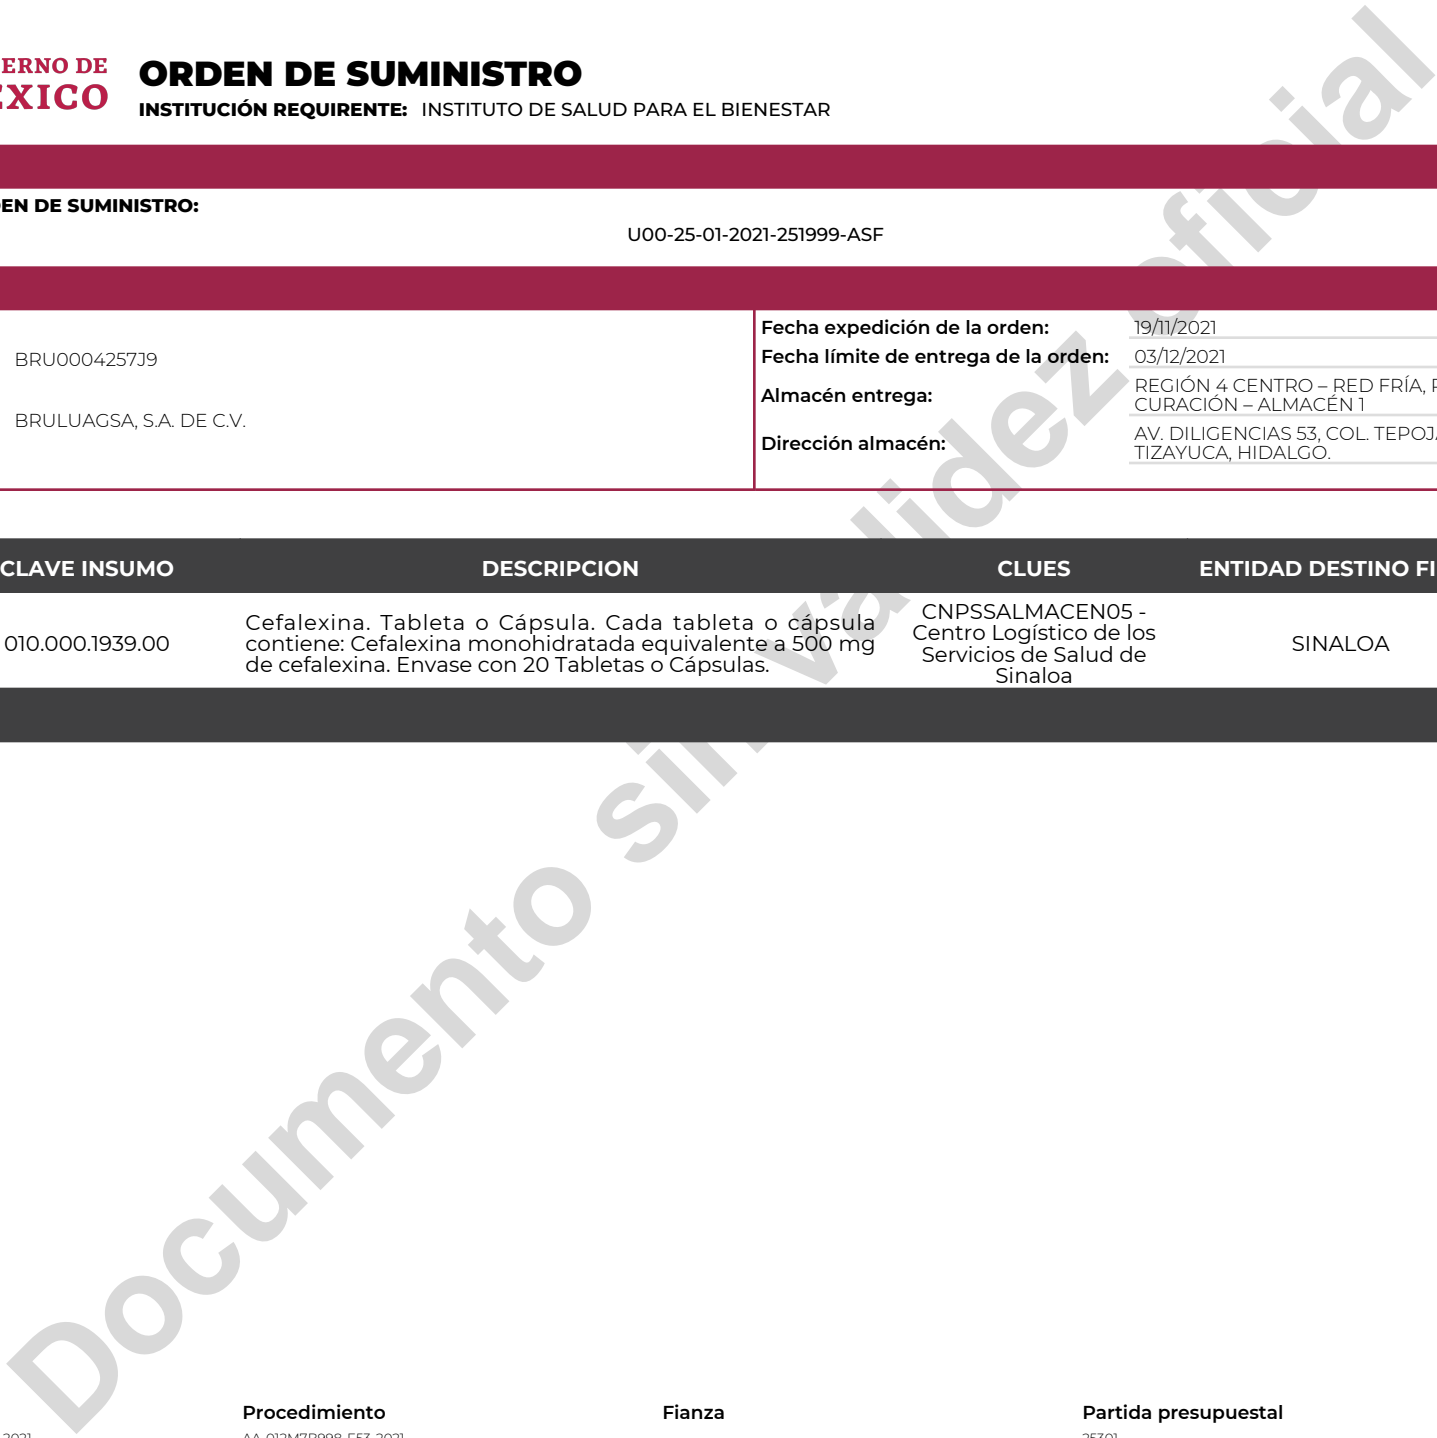 ERNO DE
EXICO
ORDEN DE SUMINISTRO
INSTITUCIÓN REQUIRENTE: INSTITUTO DE SALUD PARA EL BIENESTAR
EN DE SUMINISTRO:
U00-25-01-2021-251999-ASF
BRU0004257J9
BRULUAGSA, S.A. DE C.V.
Fecha expedición de la orden: 19/11/2021
Fecha límite de entrega de la orden: 03/12/2021
Almacén entrega: REGIÓN 4 CENTRO – RED FRÍA,
CURACIÓN – ALMACÉN 1
Dirección almacén: AV. DILIGENCIAS 53, COL. TEPOJ
TIZAYUCA, HIDALGO.
CLAVE INSUMO DESCRIPCION CLUES ENTIDAD DESTINO FI
010.000.1939.00
Cefalexina. Tableta o Cápsula. Cada tableta o cápsula
contiene: Cefalexina monohidratada equivalente a 500 mg
de cefalexina. Envase con 20 Tabletas o Cápsulas.
CNPSSALMACEN05 -
Centro Logístico de los
Servicios de Salud de
Sinaloa
SINALOA
Documento sin validez oficial
Procedimiento Fianza Partida presupuestal